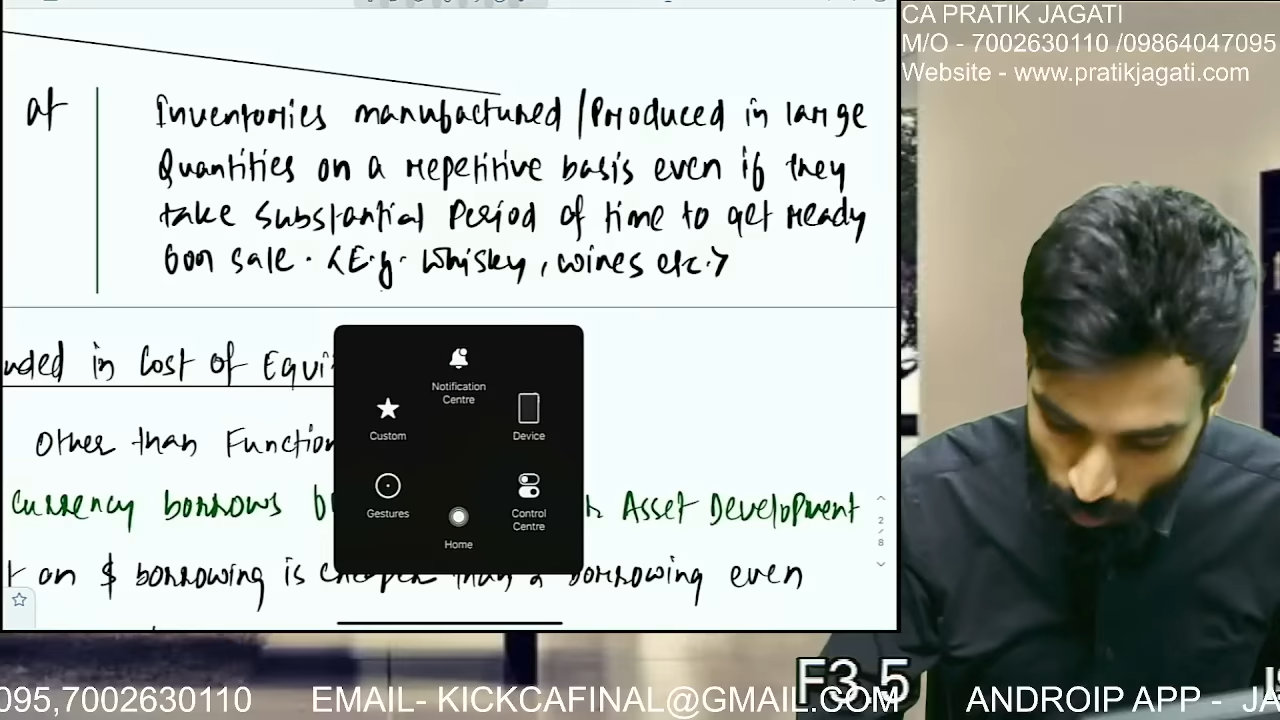 CA PRATIK JAGATI
M/O - 7002630110 /09864047095
Website - www.pratikjagati.com
at
Inventories manufactured / Produced in large
Quantities on a repetitive basis even if they
take substantial Period of time to get ready
for sale. <E.g. Whisky, wines etc.>
in Cost of
Notification
Centre
Custom
Device
Other than
currency borrows Asset Development
Gestures
Control
Centre
Home
2
8
on $ borrowing is than borrowing even
F3.5
095,7002630110 EMAIL- KICKCAFINAL@GMAIL.COM ANDROIP APP - JA